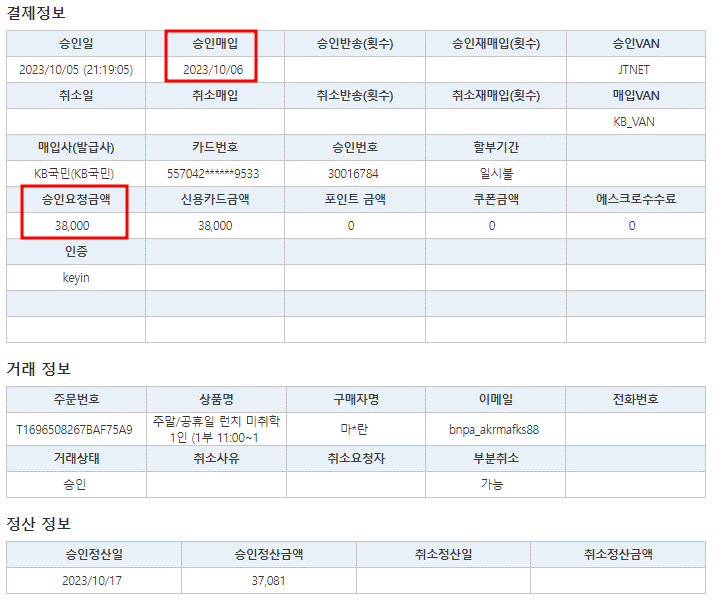 결제정보
승인일 승인매입 승인반송(횟수) 승인재매입(횟수) 승인VAN
2023/10/05 (21:19:05) 2023/10/06 JTNET
취소일 취소매입 취소반송(횟수) 취소재매입(횟수) 매입VAN
KB_VAN
매입사(발급사) 카드번호 승인번호 할부기간
KB국민(KB국민) 557042******9533 30016784 일시불
승인요청금액 신용카드금액 포인트 금액 쿠폰금액 에스크로수수료
38,000 38,000 0 0 0
인증
keyin
거래 정보
주문번호 상품명 구매자명 이메일 전화번호
T1696508267BAF75A9 주말/공휴일 런치 미취학 마*란 bnpa_akrmafks88
1인 (1부 11:00~1
거래상태 취소사유 취소요청자 부분취소
승인 가능
정산 정보
승인정산일 승인정산금액 취소정산일 취소정산금액
2023/10/17 37,081